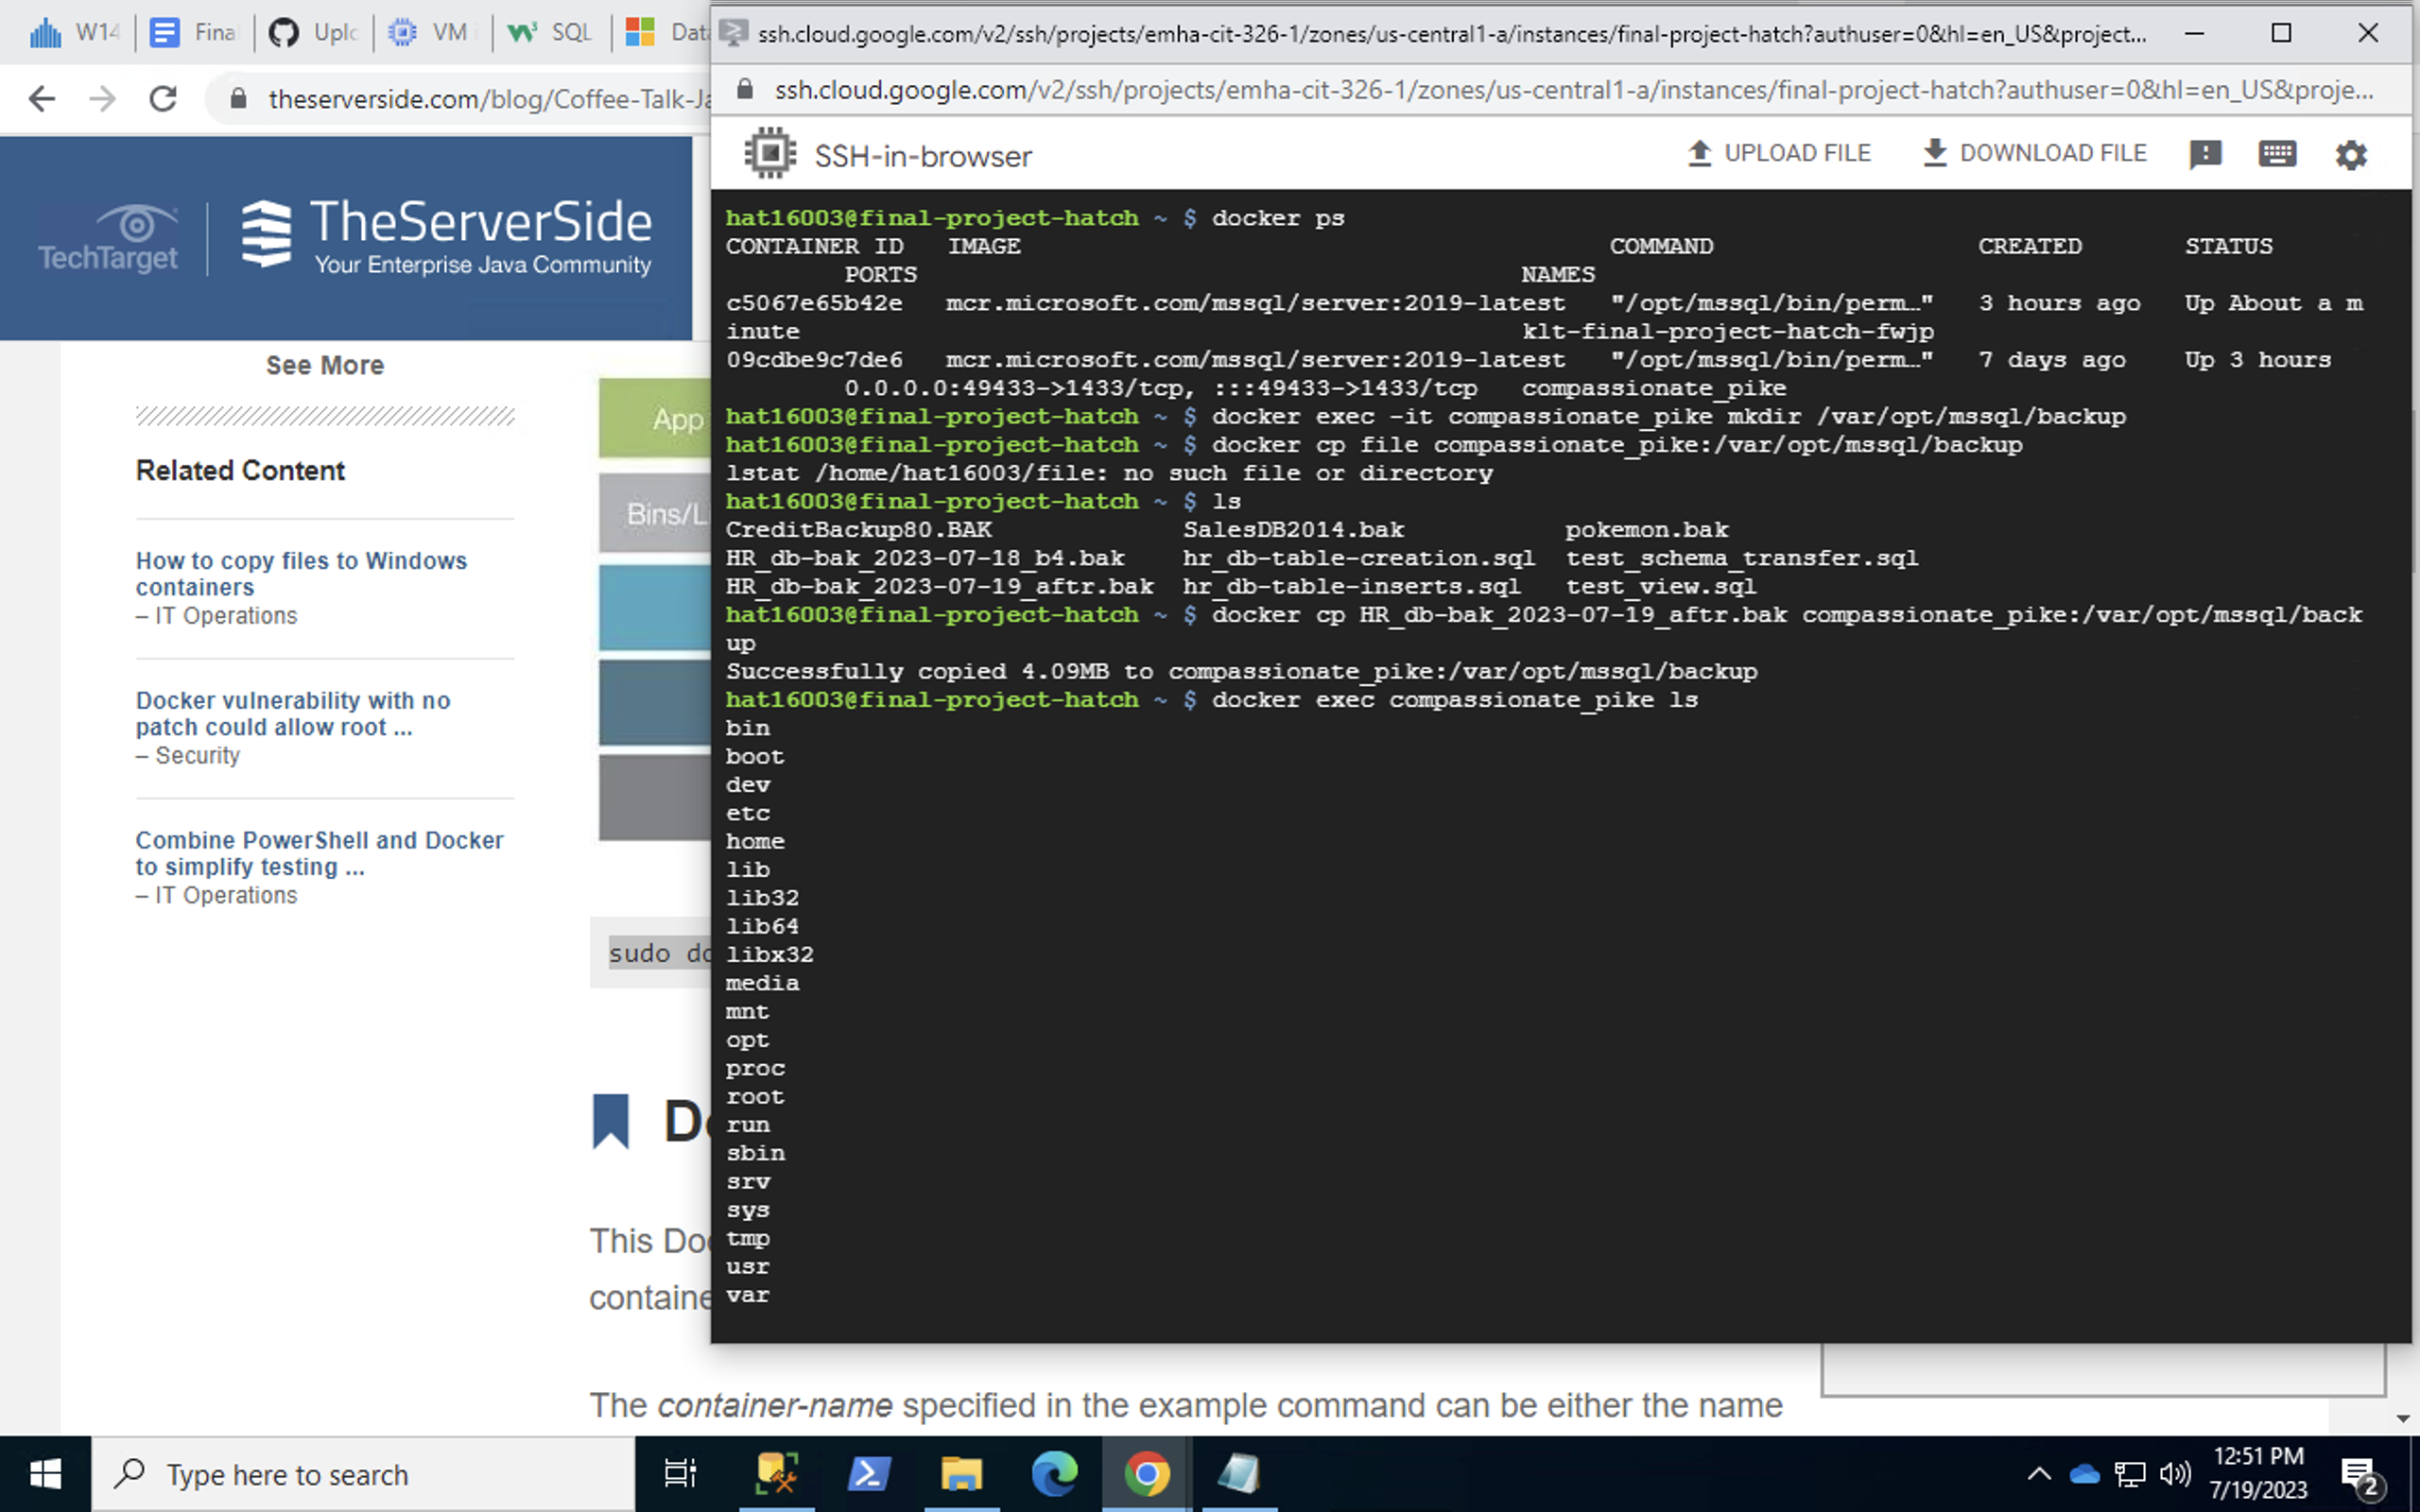 W14
Fina
Uplo
VM i
SQL
Data
ssh.cloud.google.com/v2/ssh/projects/emha-cit-326-1/zones/us-central1-a/instances/final-project-hatch?authuser=0&hl=en_US&project...
theserverside.com/blog/Coffee-Talk-Ja
ssh.cloud.google.com/v2/ssh/projects/emha-cit-326-1/zones/us-central1-a/instances/final-project-hatch?authuser=0&hl=en_US&proje...
SSH-in-browser
UPLOAD FILE
DOWNLOAD FILE
TechTarget
TheServerSide
Your Enterprise Java Community
See More
Related Content
How to copy files to Windows
containers
– IT Operations
Docker vulnerability with no
patch could allow root ...
– Security
Combine PowerShell and Docker
to simplify testing ...
– IT Operations
App
Bins/Li
sudo do
Do
This Doc
containe
The container-name specified in the example command can be either the name
hat16003@final-project-hatch ~ $ docker ps
CONTAINER ID   IMAGE                                        COMMAND                  CREATED       STATUS
        PORTS                                         NAMES
c5067e65b42e   mcr.microsoft.com/mssql/server:2019-latest   "/opt/mssql/bin/perm…"   3 hours ago   Up About a m
inute                                                 klt-final-project-hatch-fwjp
09cdbe9c7de6   mcr.microsoft.com/mssql/server:2019-latest   "/opt/mssql/bin/perm…"   7 days ago    Up 3 hours
        0.0.0.0:49433->1433/tcp, :::49433->1433/tcp   compassionate_pike
hat16003@final-project-hatch ~ $ docker exec -it compassionate_pike mkdir /var/opt/mssql/backup
hat16003@final-project-hatch ~ $ docker cp file compassionate_pike:/var/opt/mssql/backup
lstat /home/hat16003/file: no such file or directory
hat16003@final-project-hatch ~ $ ls
CreditBackup80.BAK             SalesDB2014.bak           pokemon.bak
HR_db-bak_2023-07-18_b4.bak    hr_db-table-creation.sql  test_schema_transfer.sql
HR_db-bak_2023-07-19_aftr.bak  hr_db-table-inserts.sql   test_view.sql
hat16003@final-project-hatch ~ $ docker cp HR_db-bak_2023-07-19_aftr.bak compassionate_pike:/var/opt/mssql/back
up
Successfully copied 4.09MB to compassionate_pike:/var/opt/mssql/backup
hat16003@final-project-hatch ~ $ docker exec compassionate_pike ls
bin
boot
dev
etc
home
lib
lib32
lib64
libx32
media
mnt
opt
proc
root
run
sbin
srv
sys
tmp
usr
var
Type here to search
12:51 PM
7/19/2023
2